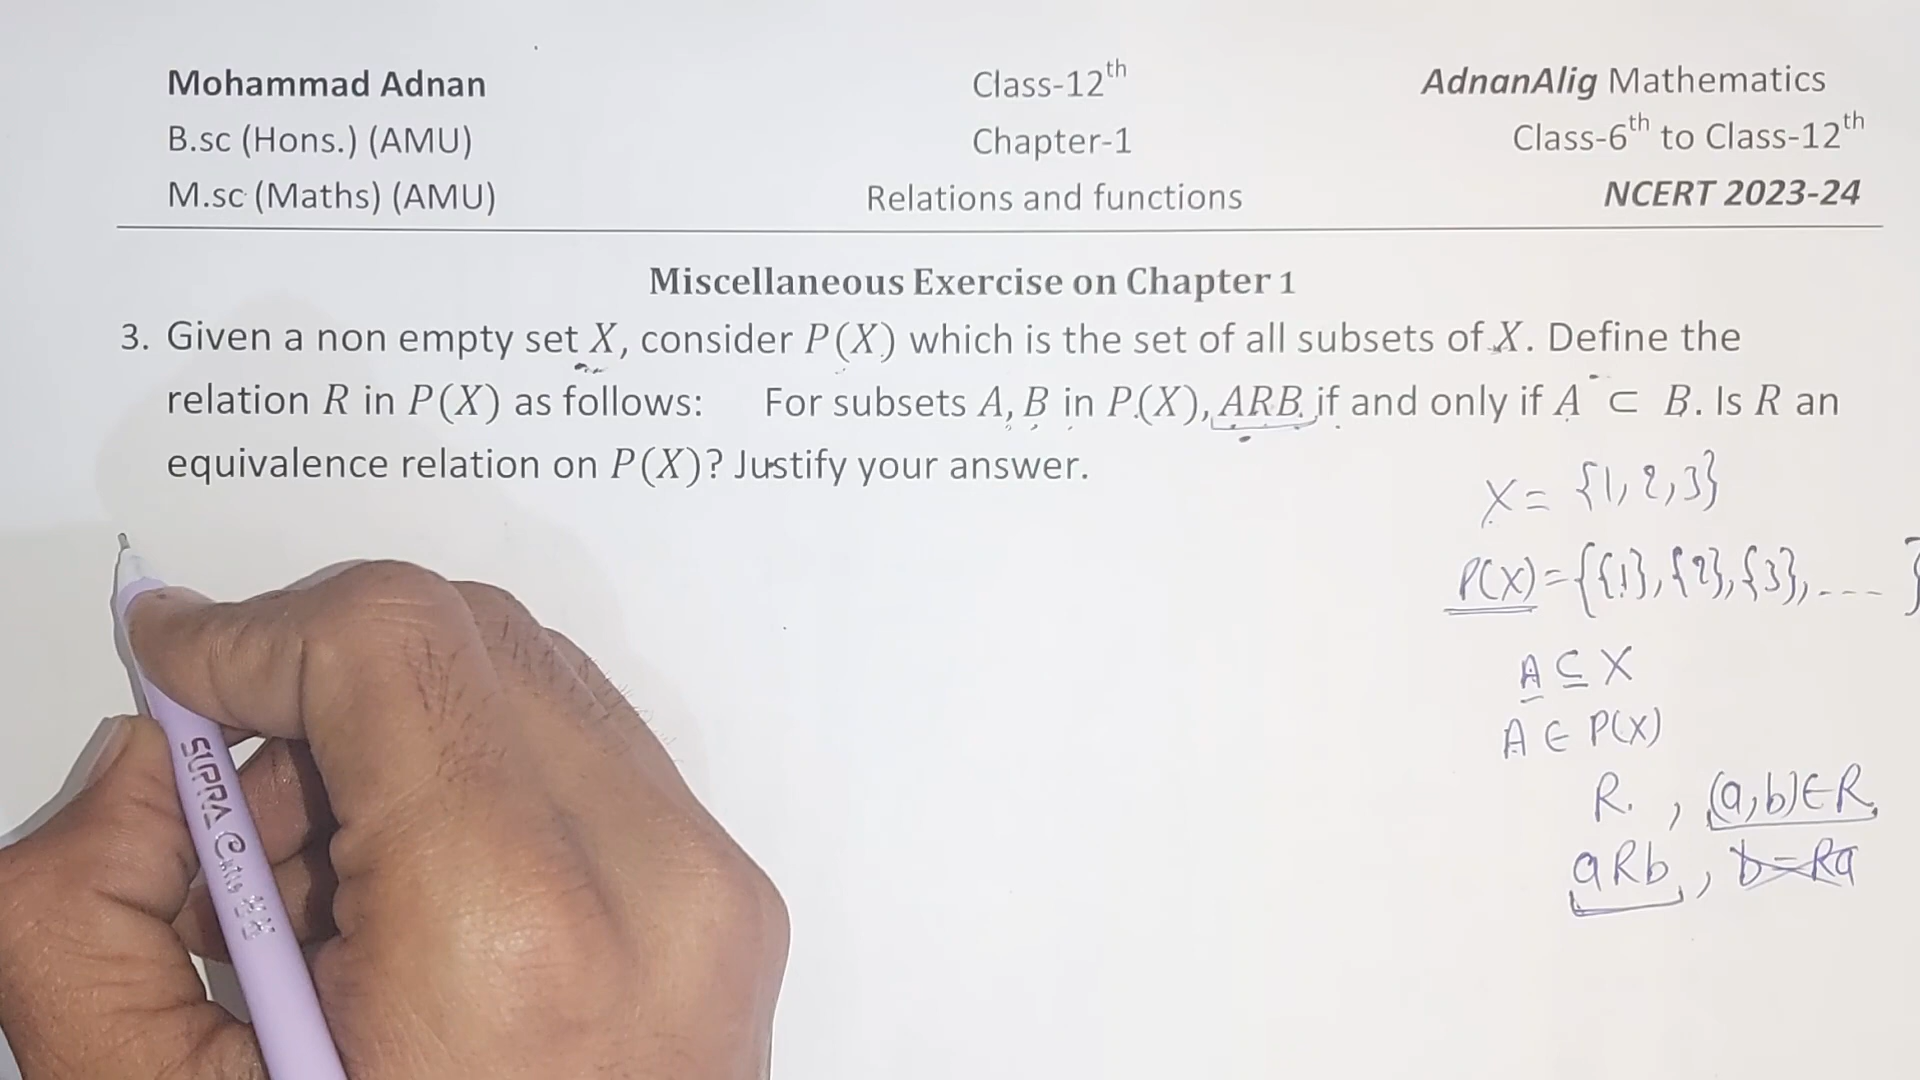 Mohammad Adnan
B.sc (Hons.) (AMU)
M.sc (Maths) (AMU)
Class-12th
Chapter-1
Relations and functions
AdnanAlig Mathematics
Class-6th to Class-12th
NCERT 2023-24
Miscellaneous Exercise on Chapter 1
3. Given a non empty set X, consider P(X) which is the set of all subsets of X. Define the
relation R in P(X) as follows: For subsets A, B in P(X), ARB if and only if A ⊂ B. Is R an
equivalence relation on P(X)? Justify your answer.
X = {1, 2, 3}
P(X) = {{1}, {2}, {3}, ---- }
A ⊆ X
A ∈ P(X)
R. , (a,b)∈R,
aRb, , b Ra
SUPRA